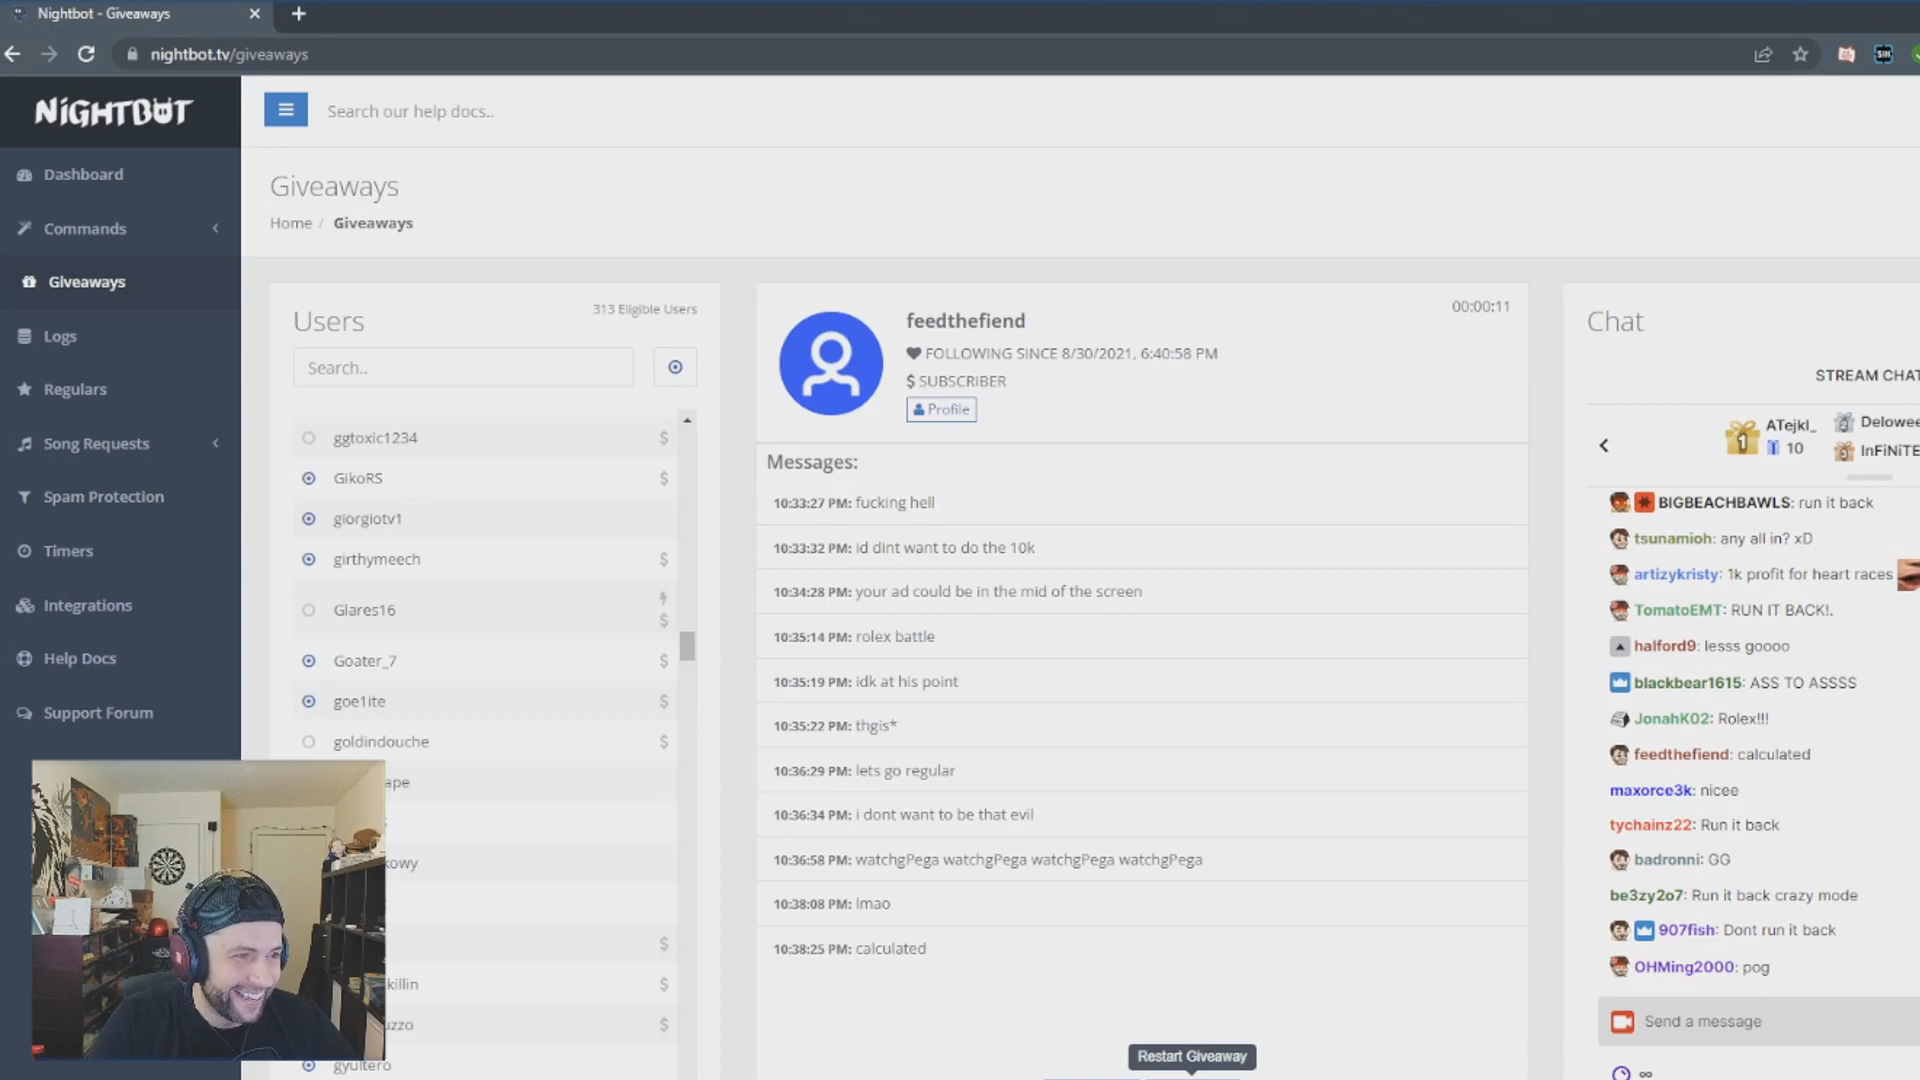 Nightbot - Giveaways
nightbot.tv/giveaways
NIGHTBOT
Search our help docs..
Dashboard
Commands
Giveaways
Logs
Regulars
Song Requests
Spam Protection
Timers
Integrations
Help Docs
Support Forum
Giveaways
Home / Giveaways
Users
313 Eligible Users
Search..
ggtoxic1234 $
GikoRS $
giorgiotv1
girthymeech $
Glares16 $
Goater_7 $
goe1ite $
goldindouche $
ape
kowy
$
killin $
uzzo $
gyultero
feedthefiend
00:00:11
FOLLOWING SINCE 8/30/2021, 6:40:58 PM
$ SUBSCRIBER
Profile
Messages:
10:33:27 PM: fucking hell
10:33:32 PM: id dint want to do the 10k
10:34:28 PM: your ad could be in the mid of the screen
10:35:14 PM: rolex battle
10:35:19 PM: idk at his point
10:35:22 PM: thgis*
10:36:29 PM: lets go regular
10:36:34 PM: i dont want to be that evil
10:36:58 PM: watchgPega watchgPega watchgPega watchgPega
10:38:08 PM: lmao
10:38:25 PM: calculated
Restart Giveaway
Chat
STREAM CHAT
1 ATejkl_ 10
Delowee
InFiNiTE
BIGBEACHBAWLS: run it back
tsunamioh: any all in? xD
artizykristy: 1k profit for heart races
TomatoEMT: RUN IT BACK!.
halford9: lesss goooo
blackbear1615: ASS TO ASSSS
JonahK02: Rolex!!!
feedthefiend: calculated
maxorce3k: nicee
tychainz22: Run it back
badronni: GG
be3zy2o7: Run it back crazy mode
907fish: Dont run it back
OHMing2000: pog
Send a message
∞